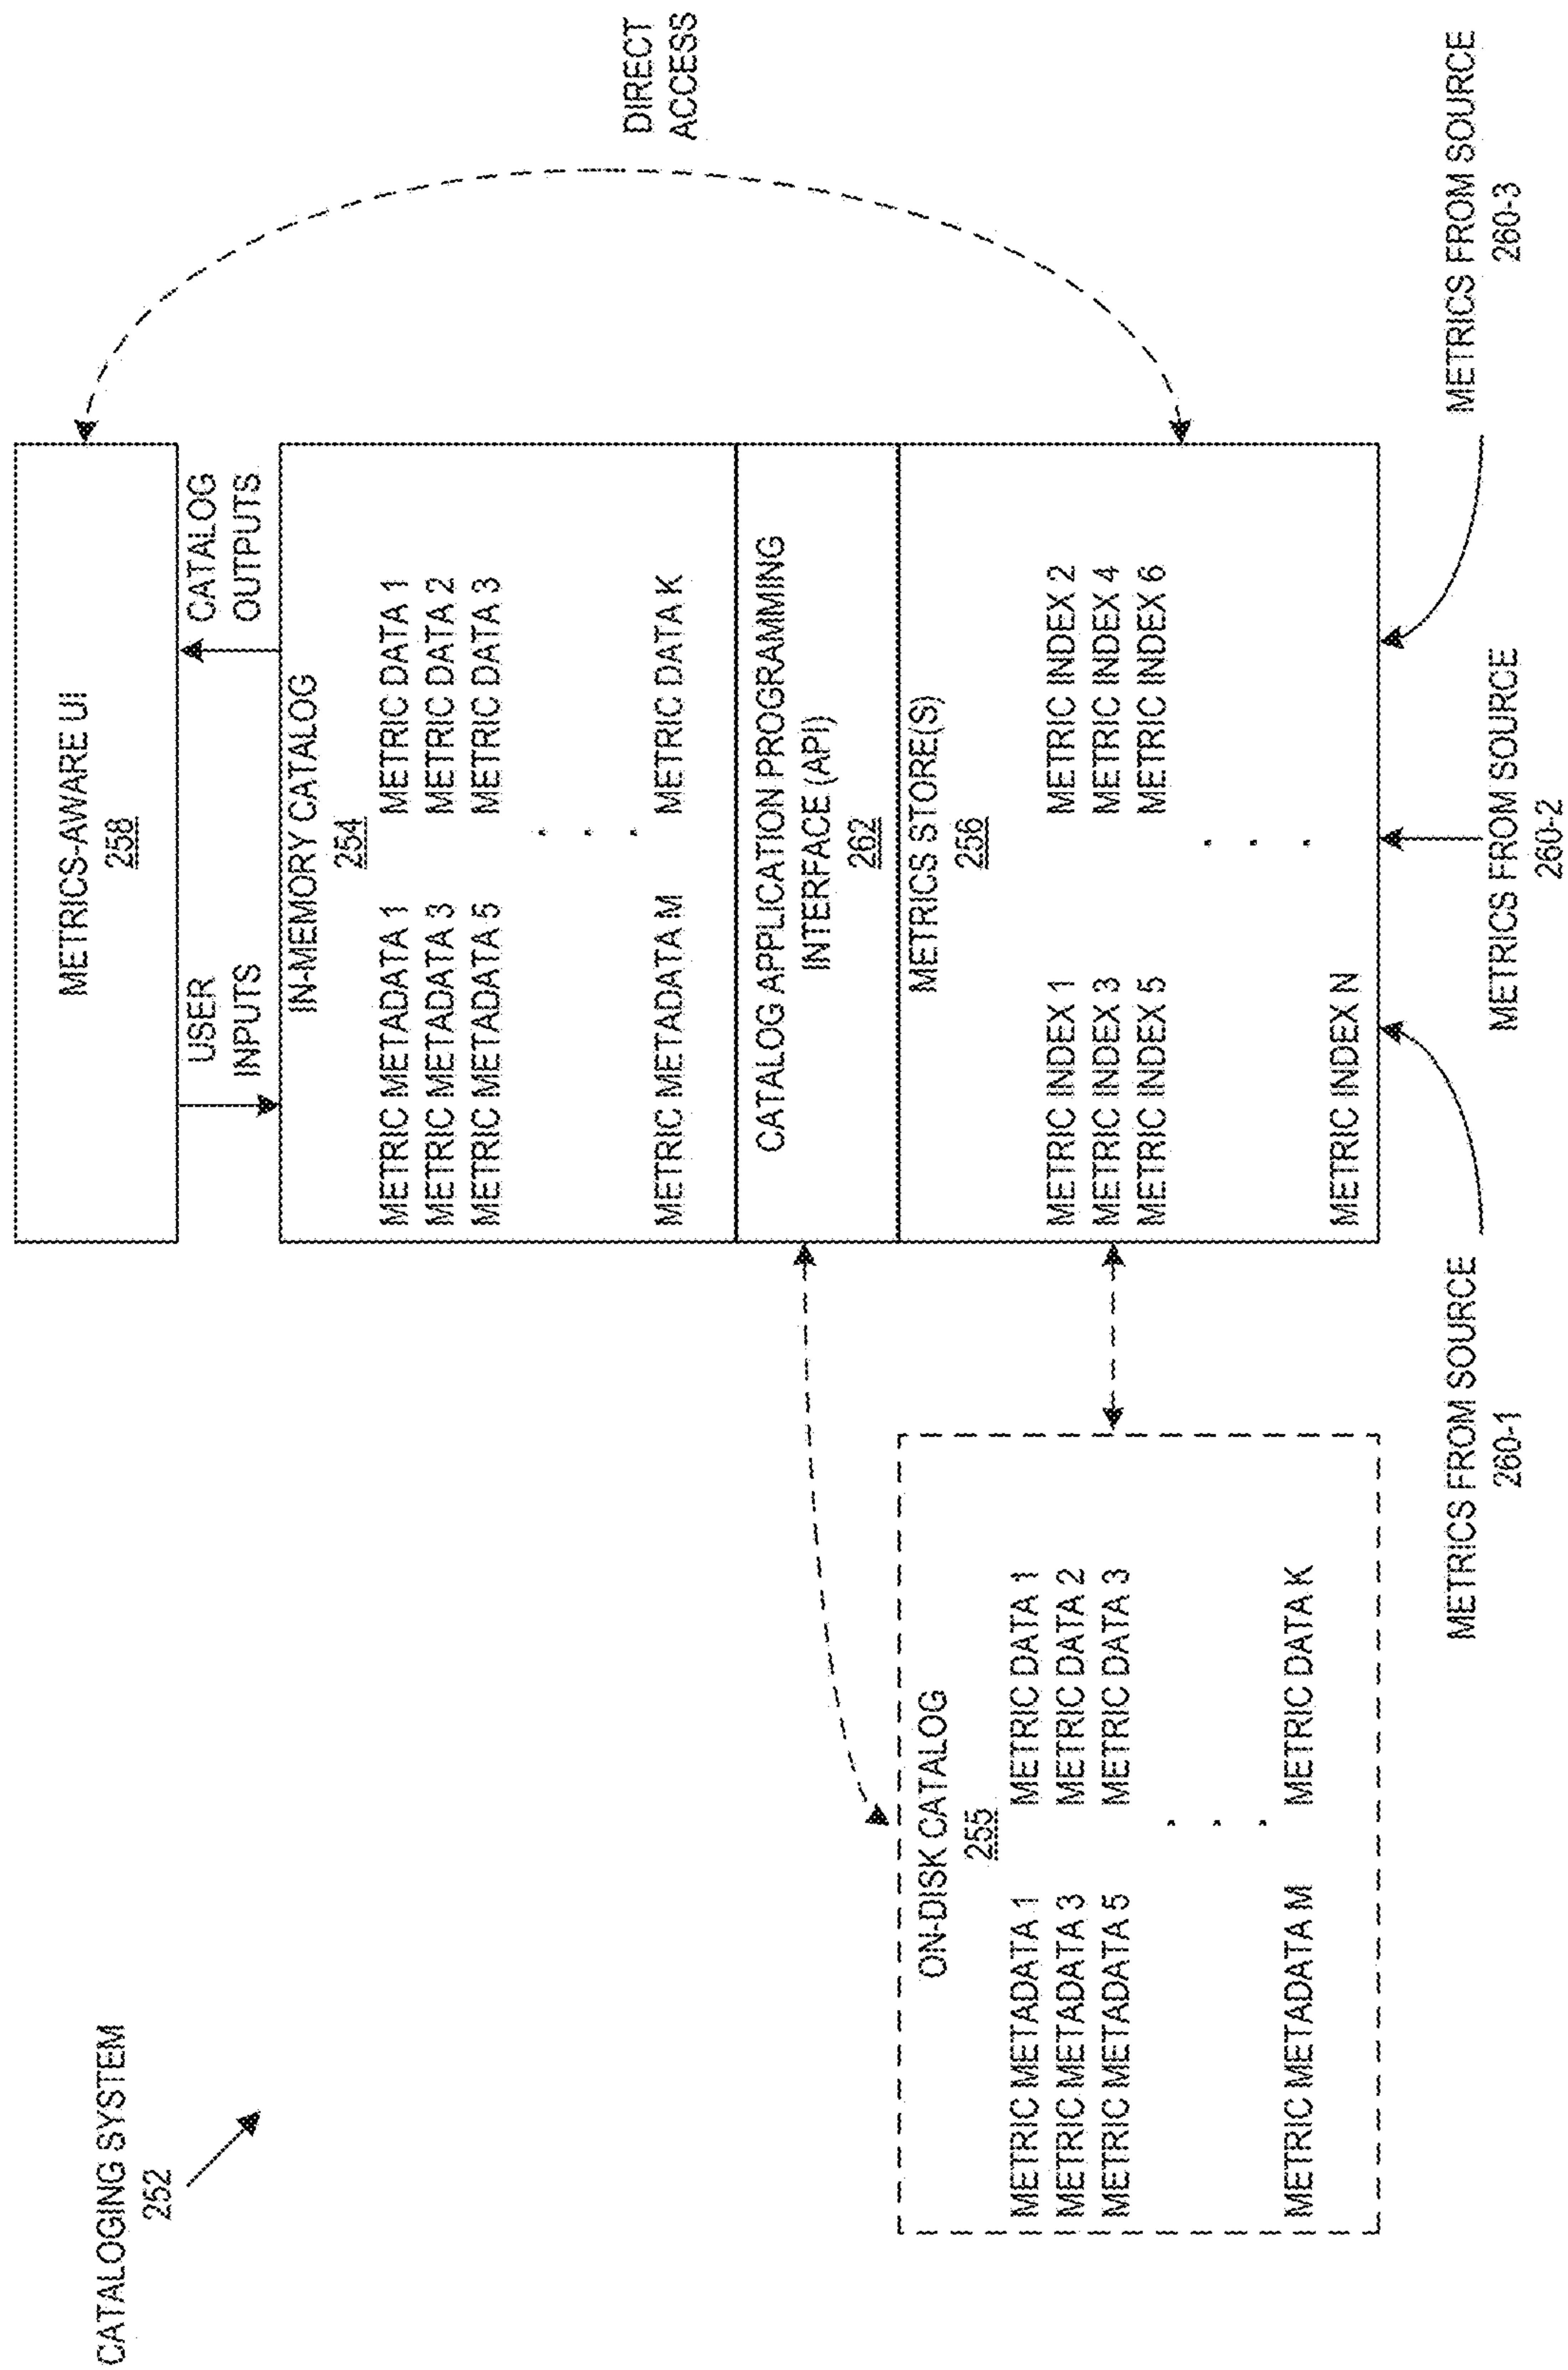 CATALOGING SYSTEM
252
METRICS-AWARE UI
258
USER
INPUTS
CATALOG
OUTPUTS
IN-MEMORY CATALOG
254
METRIC METADATA 1 METRIC DATA 1
METRIC METADATA 3 METRIC DATA 2
METRIC METADATA 5 METRIC DATA 3
. . .
METRIC METADATA M METRIC DATA K
CATALOG APPLICATION PROGRAMMING
INTERFACE (API) 262
METRICS STORE(S)
256
METRIC INDEX 1 METRIC INDEX 2
METRIC INDEX 3 METRIC INDEX 4
METRIC INDEX 5 METRIC INDEX 6
. . .
METRIC INDEX N
DIRECT
ACCESS
ON-DISK CATALOG
255
METRIC METADATA 1 METRIC DATA 1
METRIC METADATA 3 METRIC DATA 2
METRIC METADATA 5 METRIC DATA 3
. . .
METRIC METADATA M METRIC DATA K
METRICS FROM SOURCE
260-1
METRICS FROM SOURCE
260-2
METRICS FROM SOURCE
260-3